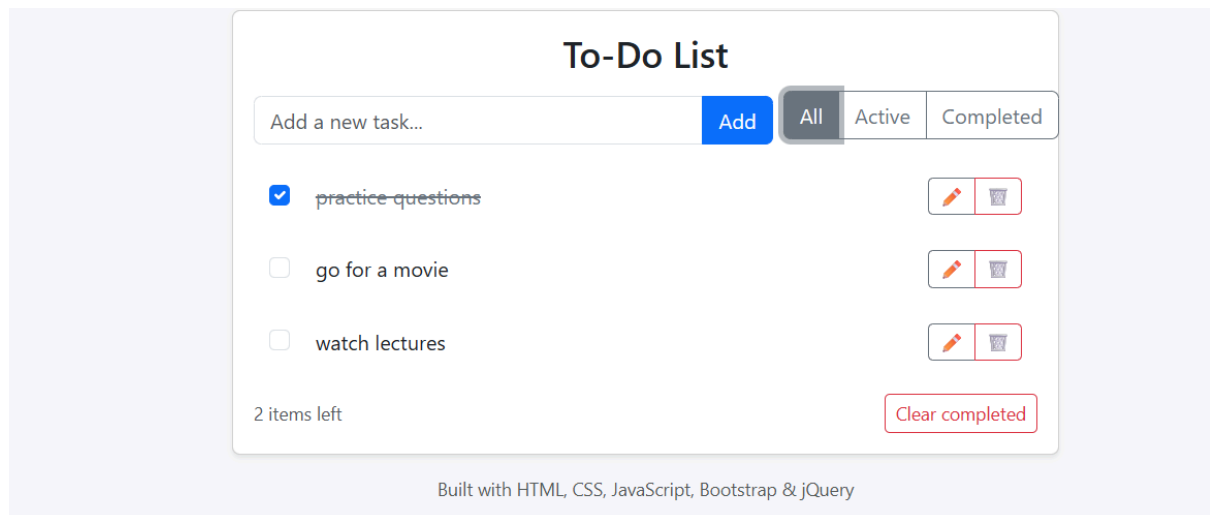 To-Do List
Add a new task... Add All Active Completed
practice questions
go for a movie
watch lectures
2 items left Clear completed
Built with HTML, CSS, JavaScript, Bootstrap & jQuery